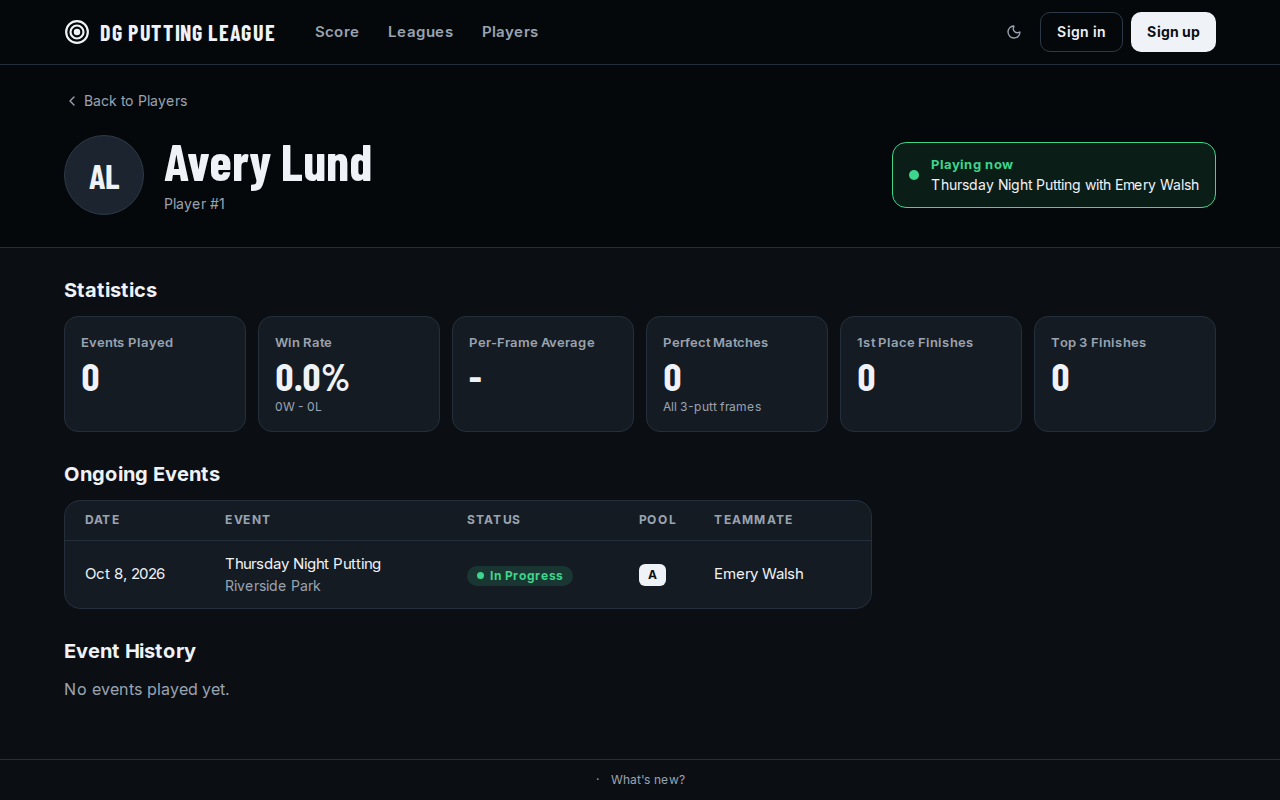 DG PUTTING LEAGUE Score Leagues Players Sign in Sign up
Back to Players
AL
Avery Lund
Player #1
Playing now
Thursday Night Putting with Emery Walsh
Statistics
Events Played Win Rate Per-Frame Average Perfect Matches 1st Place Finishes Top 3 Finishes
0 0.0% - 0 0 0
0W - 0L All 3-putt frames
Ongoing Events
DATE EVENT STATUS POOL TEAMMATE
Oct 8, 2026 Thursday Night Putting In Progress A Emery Walsh
Riverside Park
Event History
No events played yet.
· What's new?